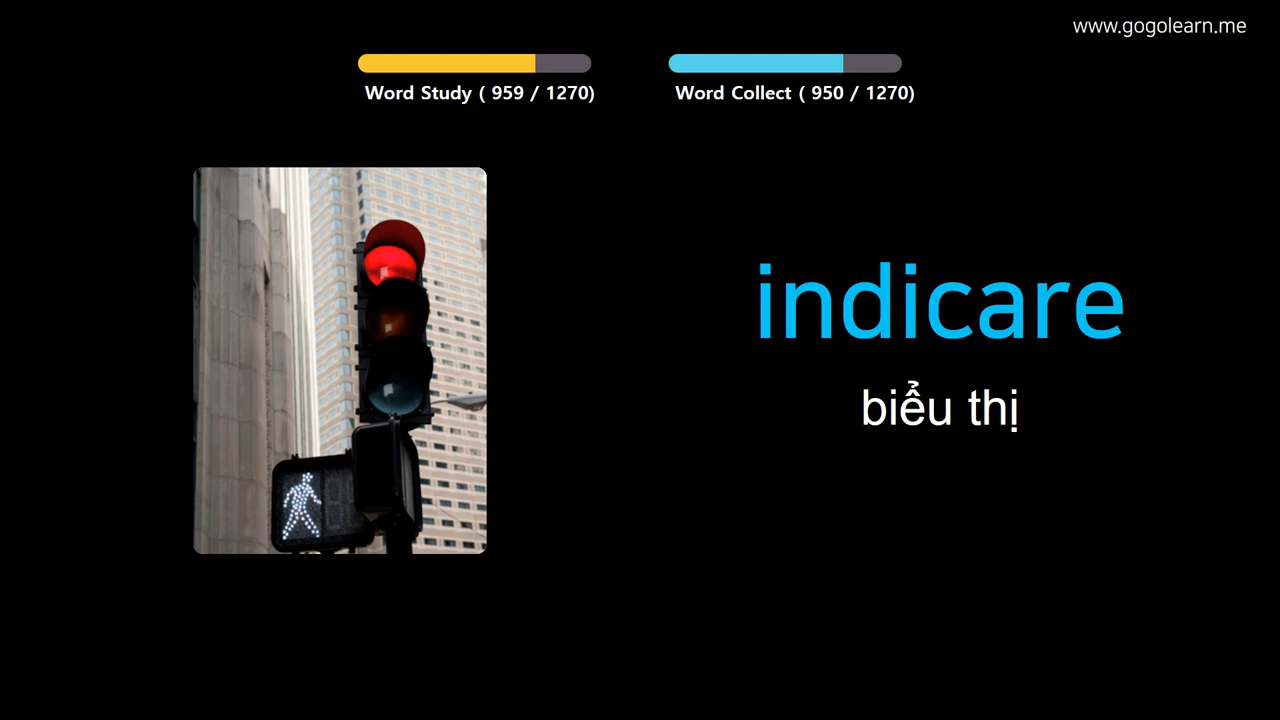 www.gogolearn.me
Word Study ( 959 / 1270)
Word Collect ( 950 / 1270)
indicare
biểu thị